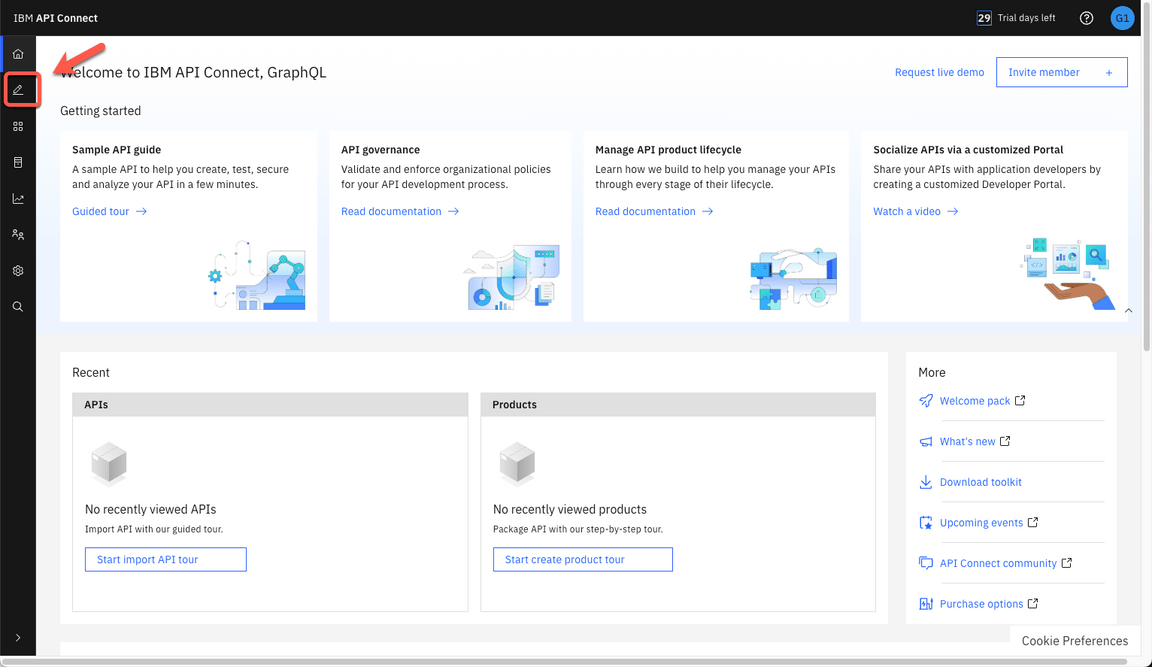 IBM API Connect
29 Trial days left
G1
Welcome to IBM API Connect, GraphQL
Request live demo
Invite member +
Getting started
Sample API guide
A sample API to help you create, test, secure
and analyze your API in a few minutes.
Guided tour
API governance
Validate and enforce organizational policies
for your API development process.
Read documentation
Manage API product lifecycle
Learn how we build to help you manage your APIs
through every stage of their lifecycle.
Read documentation
Socialize APIs via a customized Portal
Share your APIs with application developers by
creating a customized Developer Portal.
Watch a video
Recent
APIs
No recently viewed APIs
Import API with our guided tour.
Start import API tour
Products
No recently viewed products
Package API with our step-by-step tour.
Start create product tour
More
Welcome pack
What's new
Download toolkit
Upcoming events
API Connect community
Purchase options
Cookie Preferences